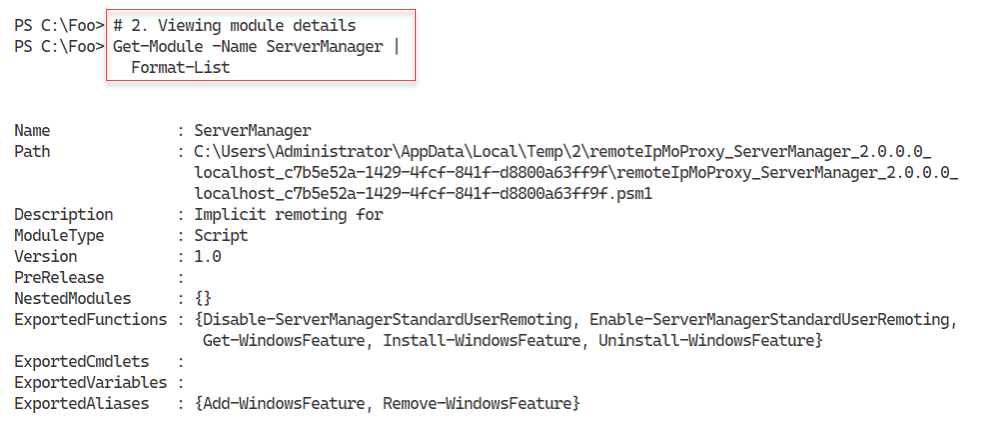 PS C:\Foo> # 2. Viewing module details
PS C:\Foo> Get-Module -Name ServerManager |
Format-List
Name : ServerManager
Path : C:\Users\Administrator\AppData\Local\Temp\2\remoteIpMoProxy_ServerManager_2.0.0.0_
localhost_c7b5e52a-1429-4fcf-841f-d8800a63ff9f\remoteIpMoProxy_ServerManager_2.0.0.0_
localhost_c7b5e52a-1429-4fcf-841f-d8800a63ff9f.psm1
Description : Implicit remoting for
ModuleType : Script
Version : 1.0
PreRelease :
NestedModules : {}
ExportedFunctions : {Disable-ServerManagerStandardUserRemoting, Enable-ServerManagerStandardUserRemoting,
Get-WindowsFeature, Install-WindowsFeature, Uninstall-WindowsFeature}
ExportedCmdlets :
ExportedVariables :
ExportedAliases : {Add-WindowsFeature, Remove-WindowsFeature}